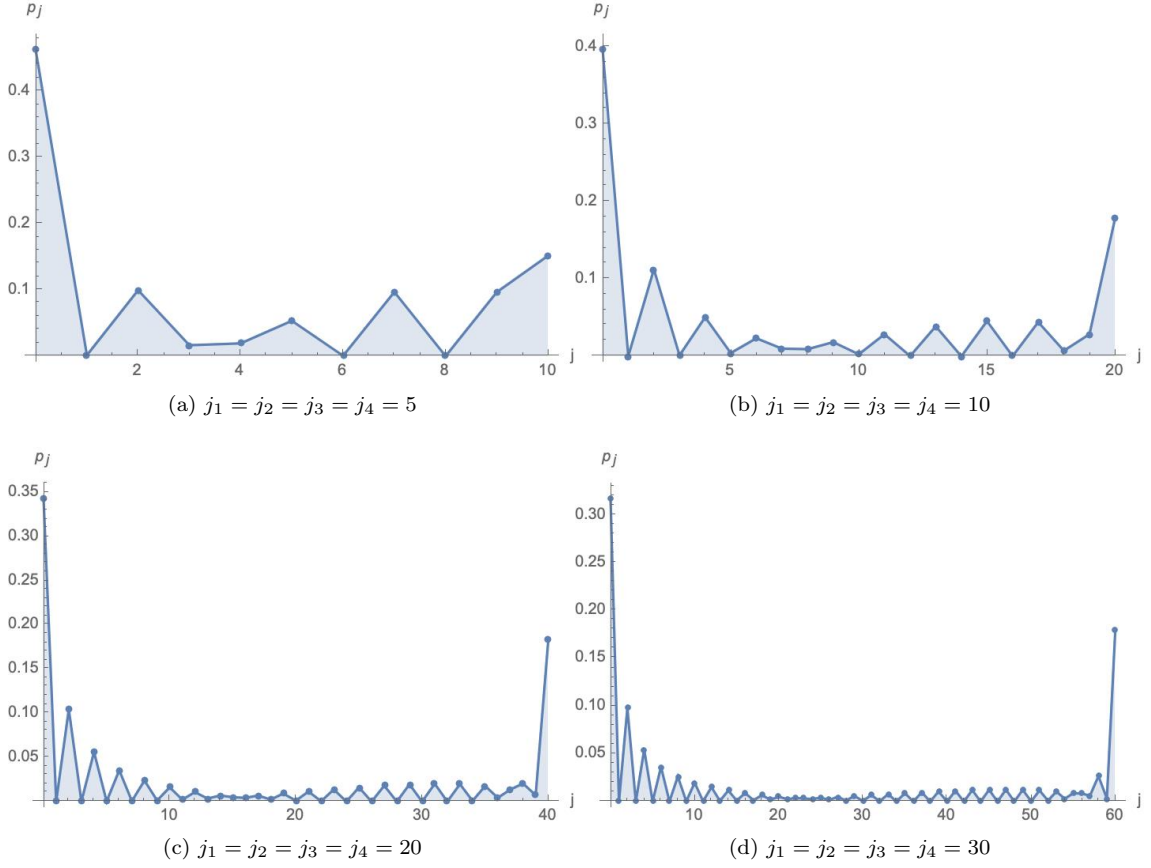 p_j
0.4
0.3
0.2
0.1
2 4 6 8 10 j
(a) j_1 = j_2 = j_3 = j_4 = 5
p_j
0.4
0.3
0.2
0.1
5 10 15 20 j
(b) j_1 = j_2 = j_3 = j_4 = 10
p_j
0.35
0.30
0.25
0.20
0.15
0.10
0.05
10 20 30 40 j
(c) j_1 = j_2 = j_3 = j_4 = 20
p_j
0.30
0.25
0.20
0.15
0.10
0.05
10 20 30 40 50 60 j
(d) j_1 = j_2 = j_3 = j_4 = 30